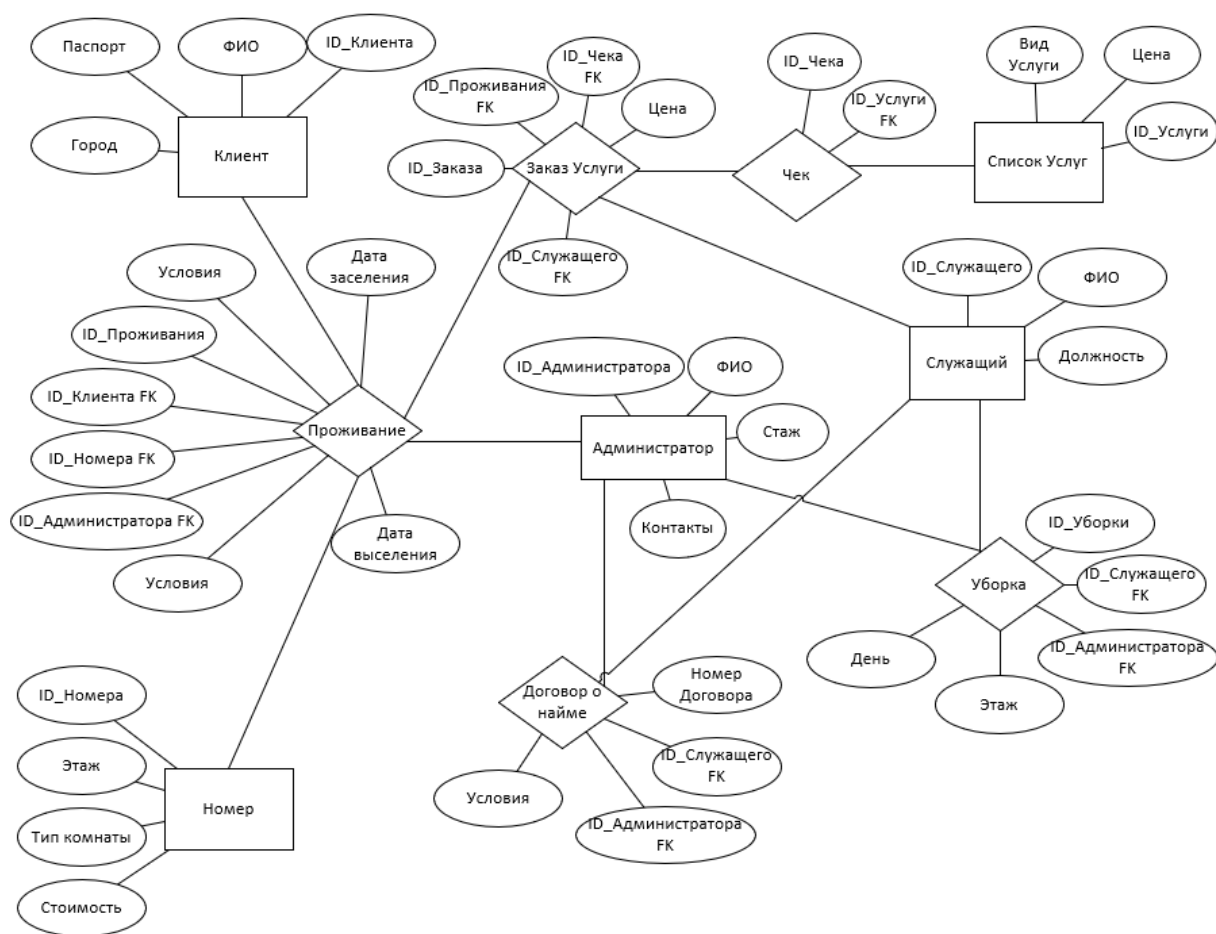 Паспорт
ФИО
ID_Клиента
Город
Клиент
ID_Проживания
FK
ID_Чека
FK
Цена
ID_Заказа
Заказ Услуги
ID_Служащего
FK
ID_Чека
ID_Услуги
FK
Чек
Вид
Услуги
Цена
ID_Услуги
Список Услуг
Условия
Дата
заселения
ID_Проживания
ID_Клиента FK
ID_Номера FK
ID_Администратора FK
Условия
Проживание
Дата
выселения
ID_Администратора
ФИО
Стаж
Администратор
Контакты
ID_Служащего
ФИО
Должность
Служащий
ID_Уборки
ID_Служащего
FK
Уборка
ID_Администратора
FK
День
Этаж
Договор о
найме
Номер
Договора
ID_Служащего
FK
Условия
ID_Администратора
FK
ID_Номера
Этаж
Тип комнаты
Стоимость
Номер